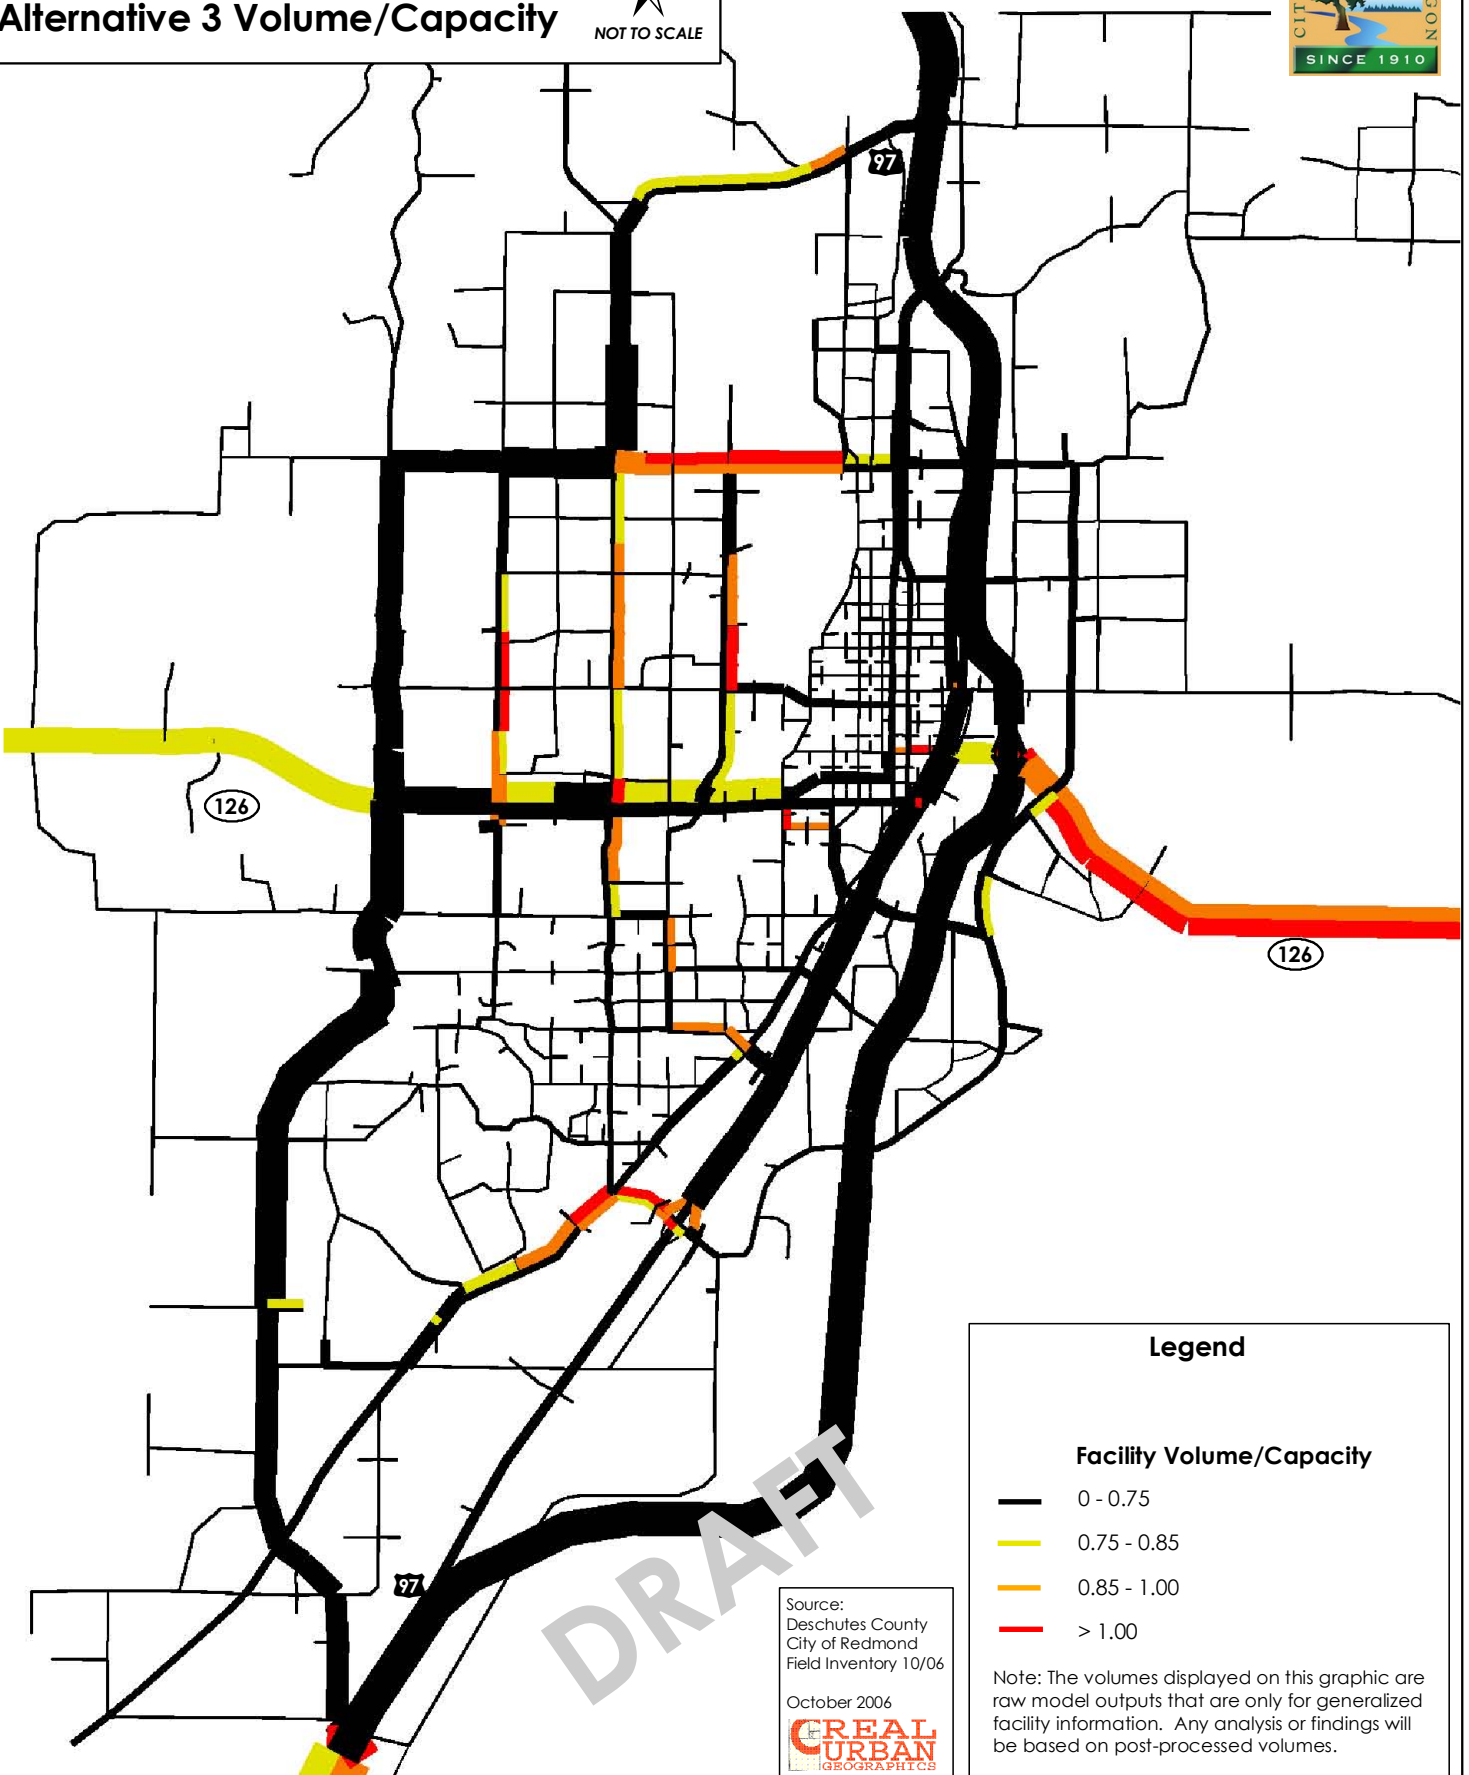 Alternative 3 Volume/Capacity
NOT TO SCALE
SINCE 1910
97
126
126
97
DRAFT
Legend
Facility Volume/Capacity
0 - 0.75
0.75 - 0.85
0.85 - 1.00
> 1.00
Note: The volumes displayed on this graphic are
raw model outputs that are only for generalized
facility information. Any analysis or findings will
be based on post-processed volumes.
Source:
Deschutes County
City of Redmond
Field Inventory 10/06
October 2006
REAL
URBAN
GEOGRAPHICS